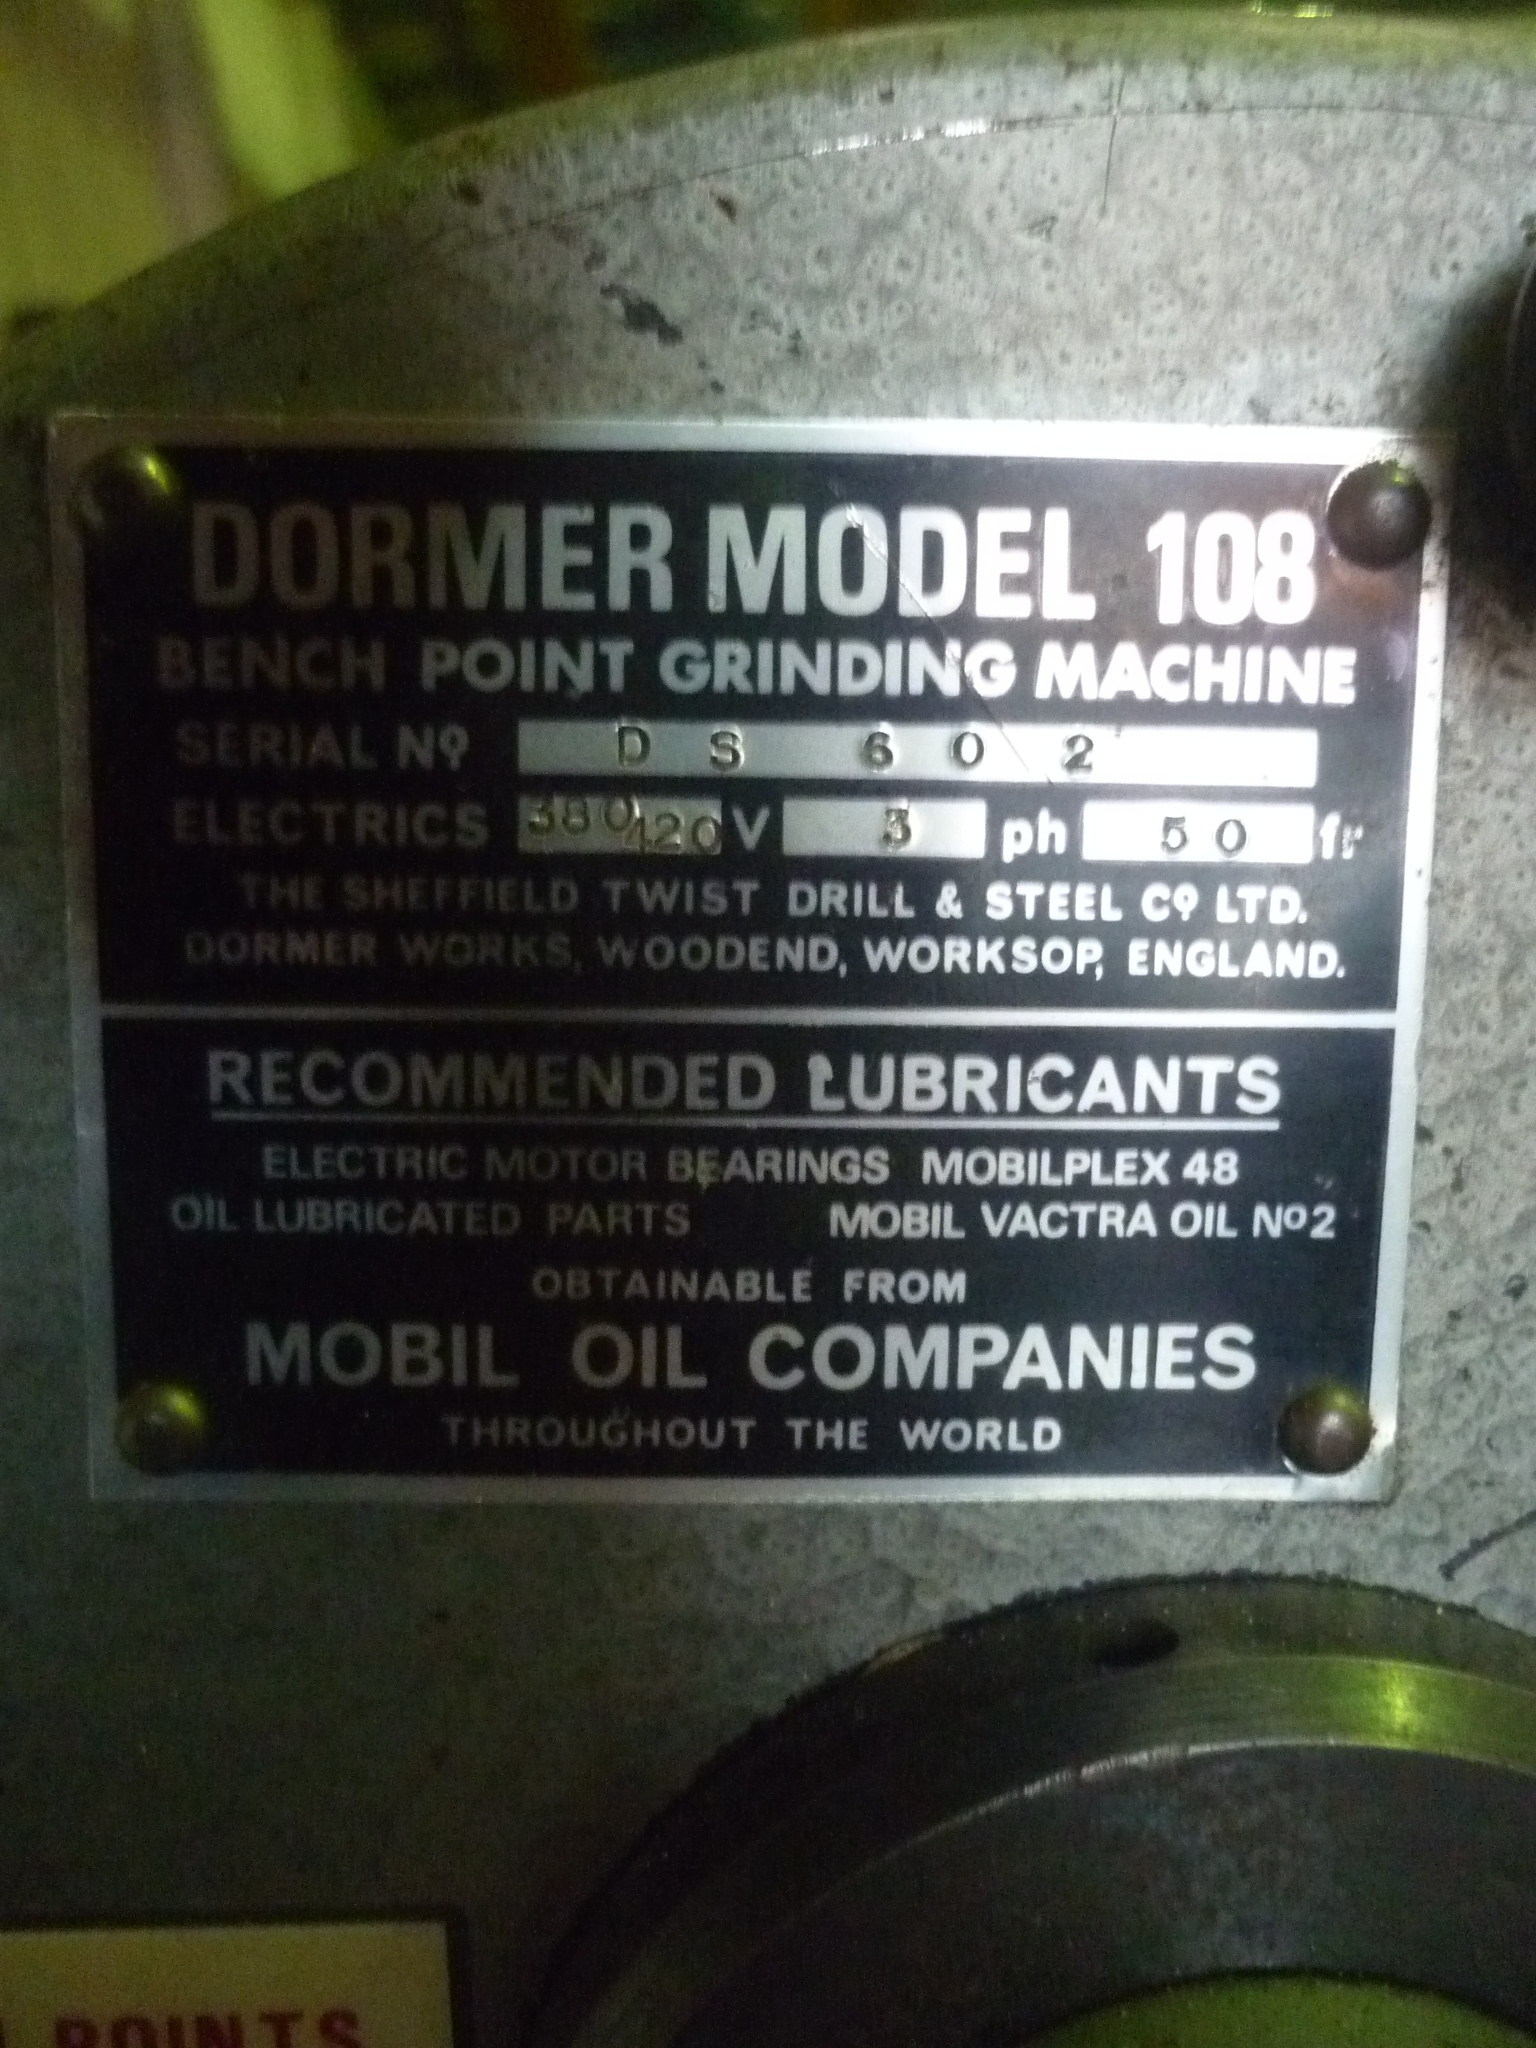 DORMER MODEL 108
BENCH POINT GRINDING MACHINE
SERIAL Nº DS 602
ELECTRICS 380/420 V 3 ph 50 fr
THE SHEFFIELD TWIST DRILL & STEEL Cº LTD.
DORMER WORKS, WOODEND, WORKSOP, ENGLAND.
RECOMMENDED LUBRICANTS
ELECTRIC MOTOR BEARINGS MOBILPLEX 48
OIL LUBRICATED PARTS MOBIL VACTRA OIL Nº2
OBTAINABLE FROM
MOBIL OIL COMPANIES
THROUGHOUT THE WORLD
POINTS